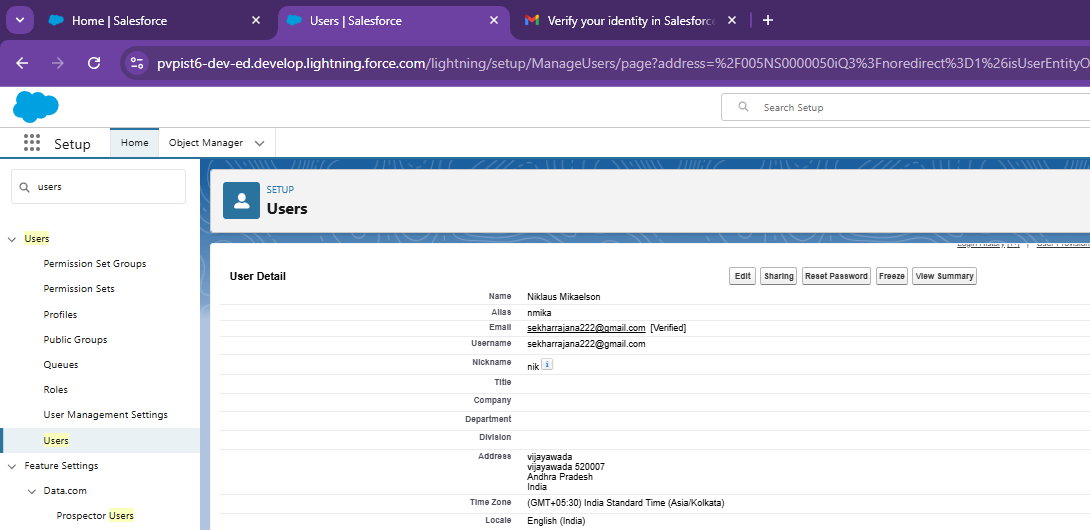 Home | Salesforce
Users | Salesforce
Verify your identity in Salesforc
pvpist6-dev-ed.develop.lightning.force.com/lightning/setup/ManageUsers/page?address=%2F005NS0000050iQ3%3Fnoredirect%3D1%26isUserEntityO
Search Setup
Setup
Home
Object Manager
users
SETUP
Users
Users
Permission Set Groups
Permission Sets
Profiles
Public Groups
Queues
Roles
User Management Settings
Users
Feature Settings
Data.com
Prospector Users
User Detail
Edit Sharing Reset Password Freeze View Summary
Name Niklaus Mikaelson
Alias nmika
Email sekharrajana222@gmail.com [Verified]
Username sekharrajana222@gmail.com
Nickname nik i
Title
Company
Department
Division
Address vijayawada
vijayawada 520007
Andhra Pradesh
India
Time Zone (GMT+05:30) India Standard Time (Asia/Kolkata)
Locale English (India)